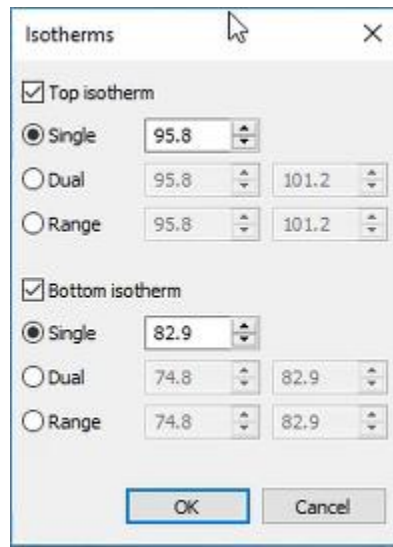 Isotherms
Top isotherm
Single 95.8
Dual 95.8 101.2
Range 95.8 101.2
Bottom isotherm
Single 82.9
Dual 74.8 82.9
Range 74.8 82.9
OK Cancel